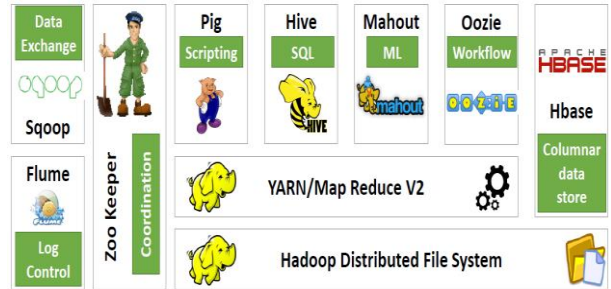 Data
Exchange
sqoop
Sqoop
Flume
Log
Control
Zoo Keeper
Coordination
Pig
Scripting
Hive
SQL
HIVE
Mahout
ML
mahout
Oozie
Workflow
OOZIE
YARN/Map Reduce V2
Hadoop Distributed File System
APACHE
HBASE
Hbase
Columnar
data
store